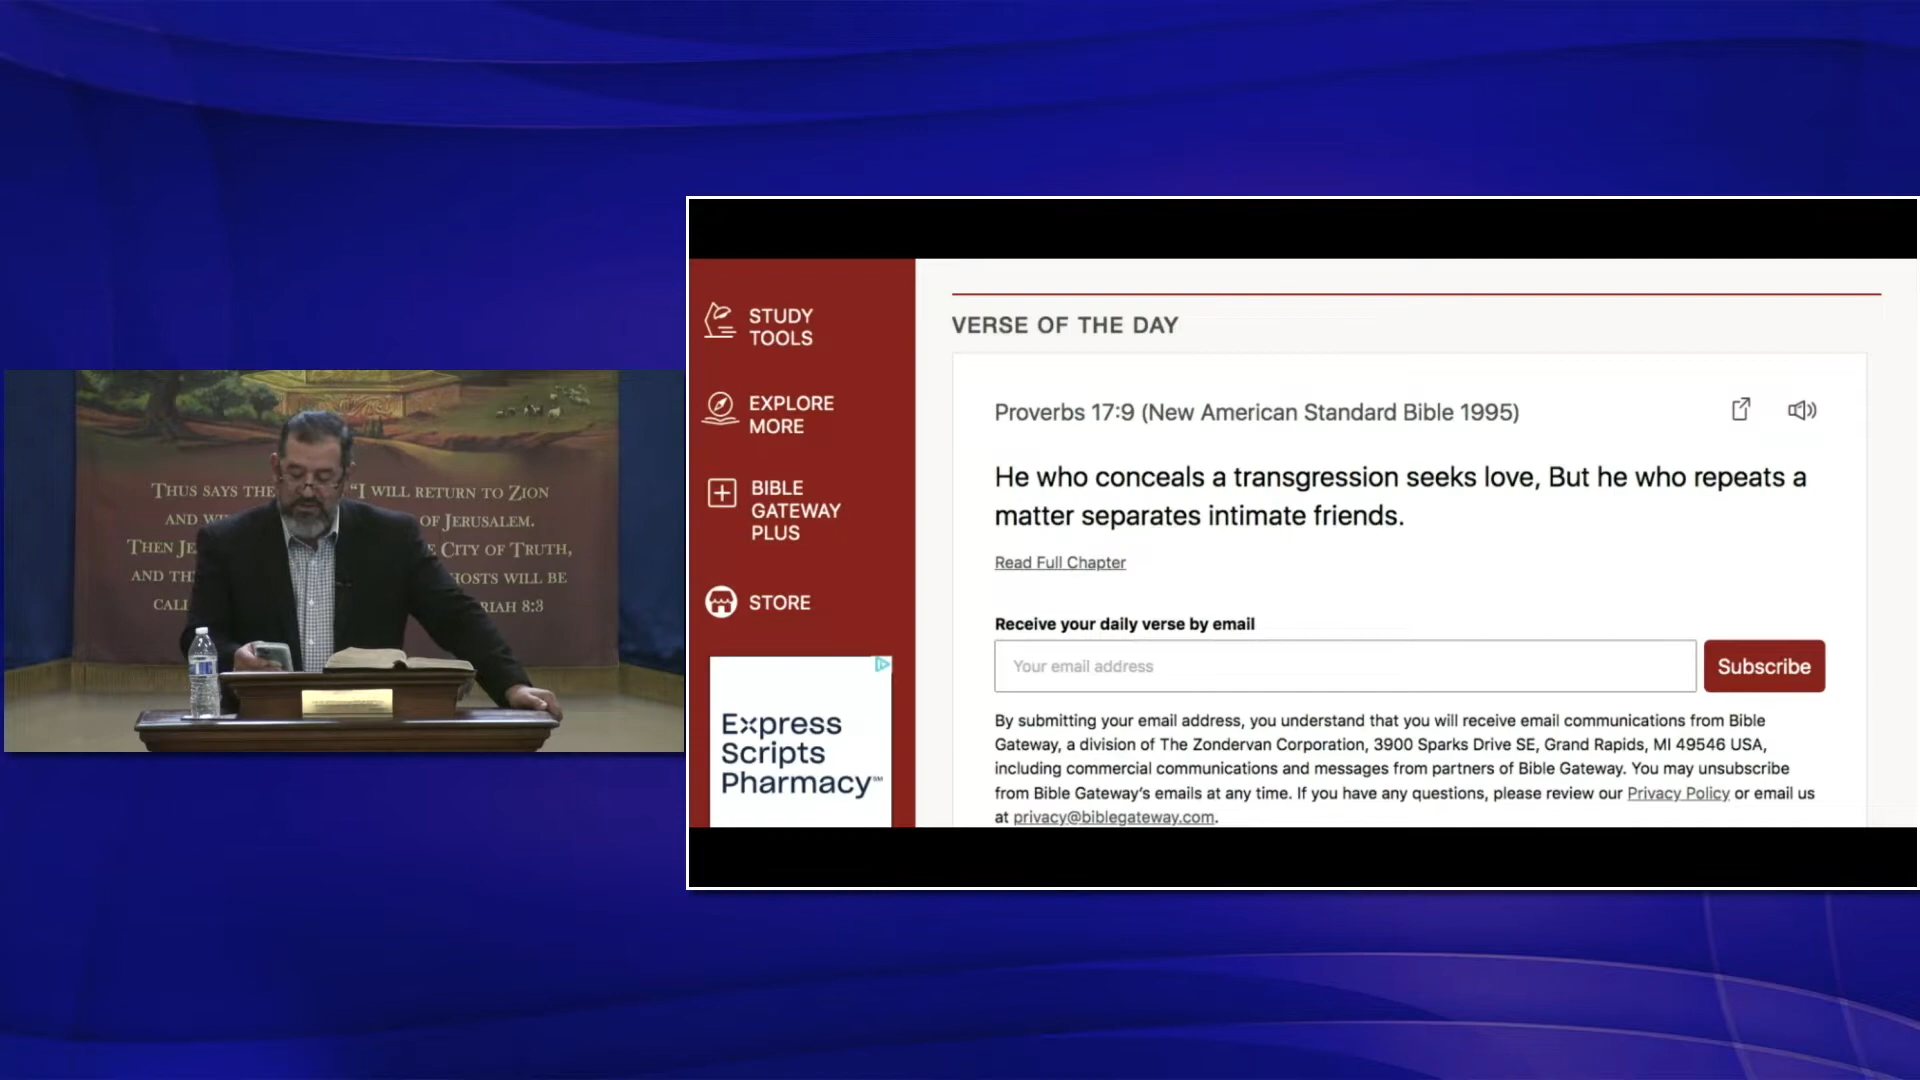 THUS SAYS THE "I WILL RETURN TO ZION
OF JERUSALEM.
THEN CITY OF TRUTH,
AND HOSTS WILL BE
8:3
STUDY
TOOLS
EXPLORE
MORE
BIBLE
GATEWAY
PLUS
STORE
Express
Scripts
Pharmacy℠
VERSE OF THE DAY
Proverbs 17:9 (New American Standard Bible 1995)
He who conceals a transgression seeks love, But he who repeats a
matter separates intimate friends.
Read Full Chapter
Receive your daily verse by email
Your email address
Subscribe
By submitting your email address, you understand that you will receive email communications from Bible
Gateway, a division of The Zondervan Corporation, 3900 Sparks Drive SE, Grand Rapids, MI 49546 USA,
including commercial communications and messages from partners of Bible Gateway. You may unsubscribe
from Bible Gateway's emails at any time. If you have any questions, please review our Privacy Policy or email us
at privacy@biblegateway.com.